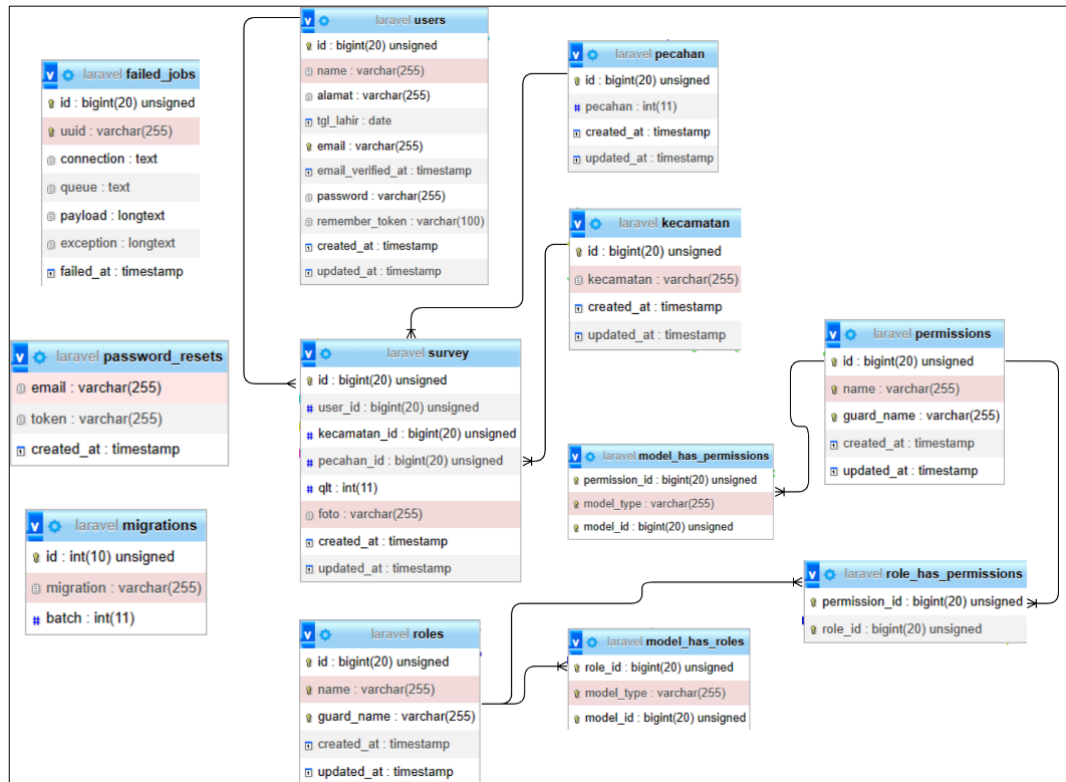 laravel users
id : bigint(20) unsigned
name : varchar(255)
alamat : varchar(255)
tgl_lahir : date
email : varchar(255)
email_verified_at : timestamp
password : varchar(255)
remember_token : varchar(100)
created_at : timestamp
updated_at : timestamp
laravel pecahan
id : bigint(20) unsigned
# pecahan : int(11)
created_at : timestamp
updated_at : timestamp
laravel failed_jobs
id : bigint(20) unsigned
uuid : varchar(255)
connection : text
queue : text
payload : longtext
exception : longtext
failed_at : timestamp
laravel kecamatan
id : bigint(20) unsigned
kecamatan : varchar(255)
created_at : timestamp
updated_at : timestamp
laravel permissions
id : bigint(20) unsigned
name : varchar(255)
guard_name : varchar(255)
created_at : timestamp
updated_at : timestamp
laravel password_resets
email : varchar(255)
token : varchar(255)
created_at : timestamp
laravel survey
id : bigint(20) unsigned
# user_id : bigint(20) unsigned
# kecamatan_id : bigint(20) unsigned
# pecahan_id : bigint(20) unsigned
# qlt : int(11)
foto : varchar(255)
created_at : timestamp
updated_at : timestamp
laravel model_has_permissions
permission_id : bigint(20) unsigned
model_type : varchar(255)
model_id : bigint(20) unsigned
laravel migrations
id : int(10) unsigned
migration : varchar(255)
# batch : int(11)
laravel role_has_permissions
permission_id : bigint(20) unsigned
role_id : bigint(20) unsigned
laravel roles
id : bigint(20) unsigned
name : varchar(255)
guard_name : varchar(255)
created_at : timestamp
updated_at : timestamp
laravel model_has_roles
role_id : bigint(20) unsigned
model_type : varchar(255)
model_id : bigint(20) unsigned